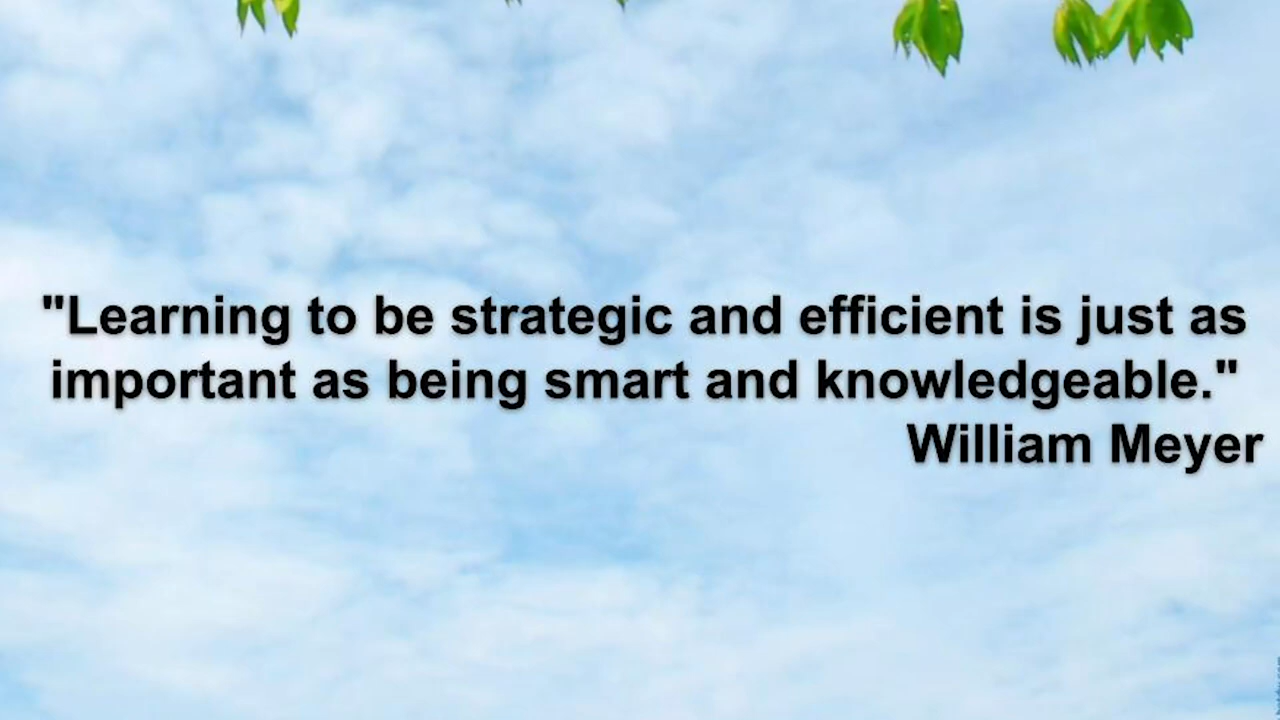 "Learning to be strategic and efficient is just as
important as being smart and knowledgeable."
William Meyer